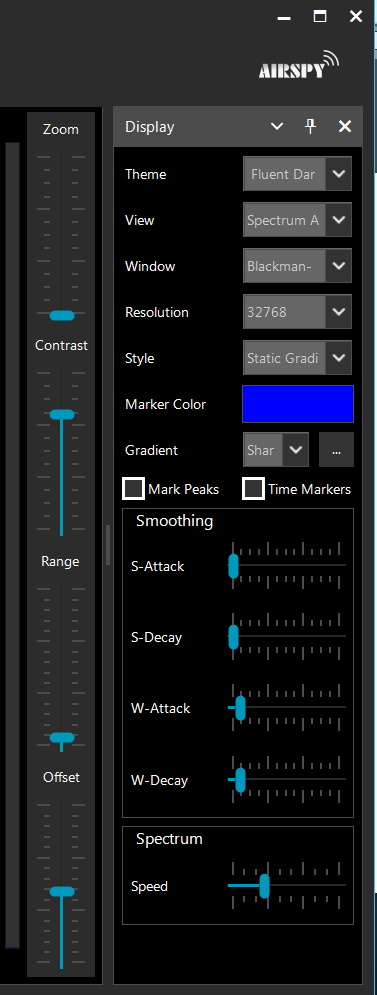 AIRSPY
Zoom
Contrast
Range
Offset
Display
Theme Fluent Dar
View Spectrum A
Window Blackman-
Resolution 32768
Style Static Gradi
Marker Color
Gradient Shar ...
Mark Peaks Time Markers
Smoothing
S-Attack
S-Decay
W-Attack
W-Decay
Spectrum
Speed